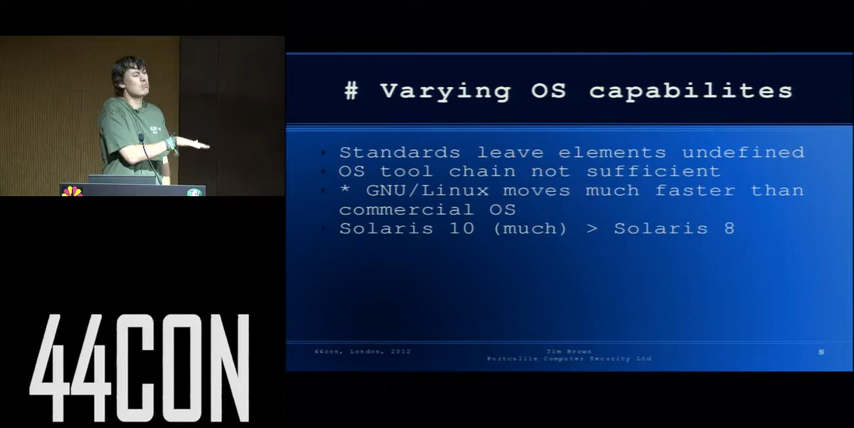 # Varying OS capabilites
Standards leave elements undefined
OS tool chain not sufficient
* GNU/Linux moves much faster than
commercial OS
Solaris 10 (much) > Solaris 8
44con, London, 2012
Tim Brown
Portcullis Computer Security Ltd
8
44CON